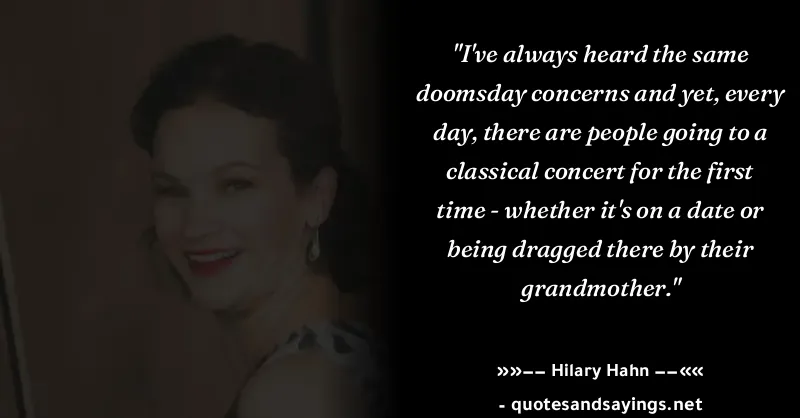 "I've always heard the same
doomsday concerns and yet, every
day, there are people going to a
classical concert for the first
time - whether it's on a date or
being dragged there by their
grandmother."
»»−− Hilary Hahn −−««
- quotesandsayings.net